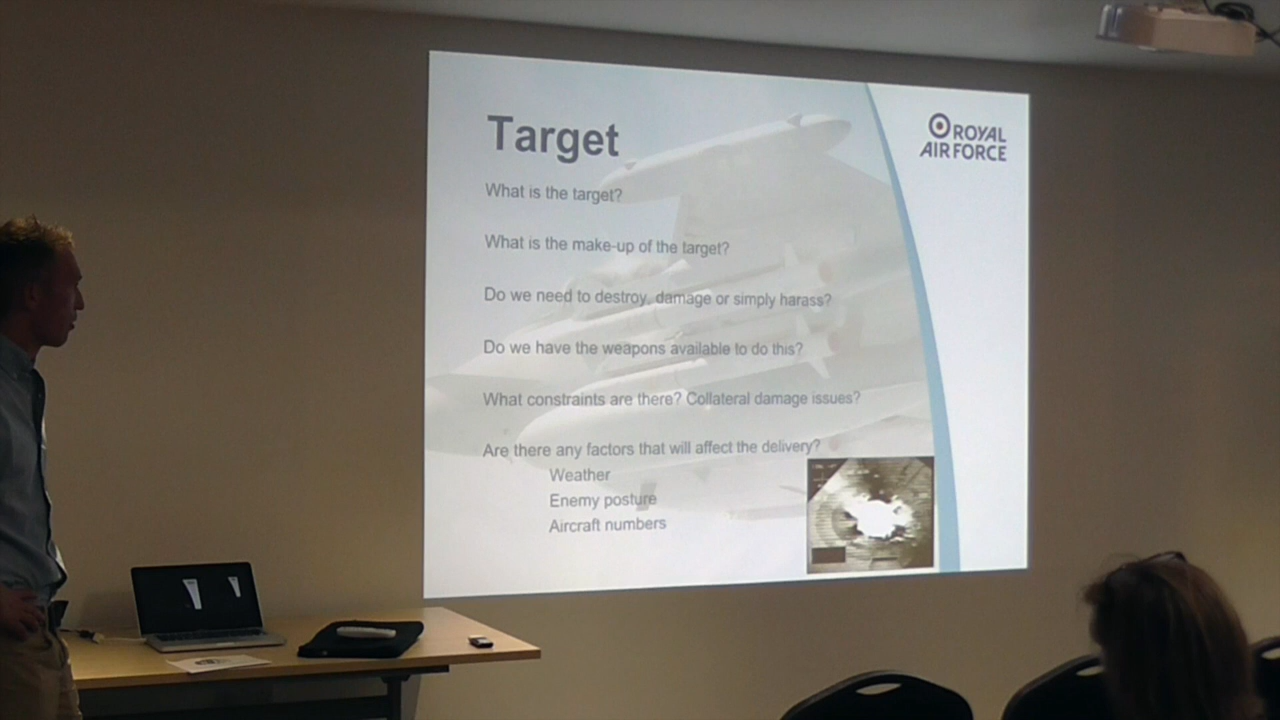 Target
ROYAL
AIR FORCE
What is the target?
What is the make-up of the target?
Do we need to destroy, damage or simply harass?
Do we have the weapons available to do this?
What constraints are there? Collateral damage issues?
Are there any factors that will affect the delivery?
Weather
Enemy posture
Aircraft numbers